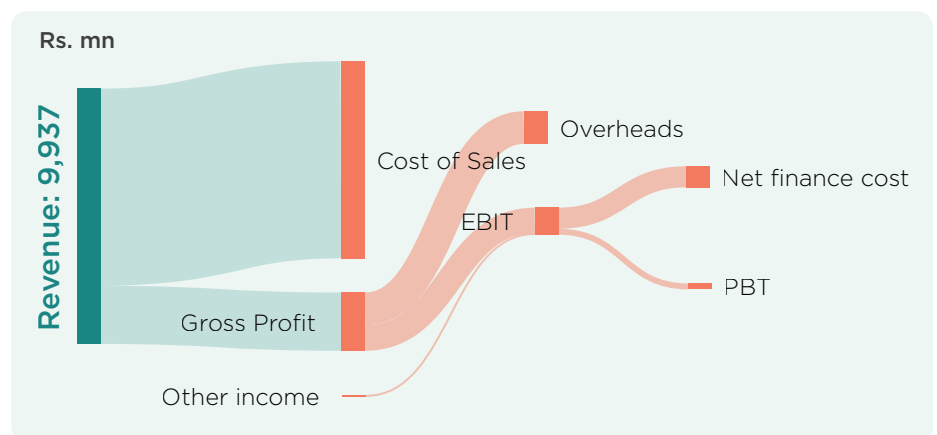 Rs. mn
Revenue: 9,937
Cost of Sales
Gross Profit
Other income
Overheads
EBIT
Net finance cost
PBT